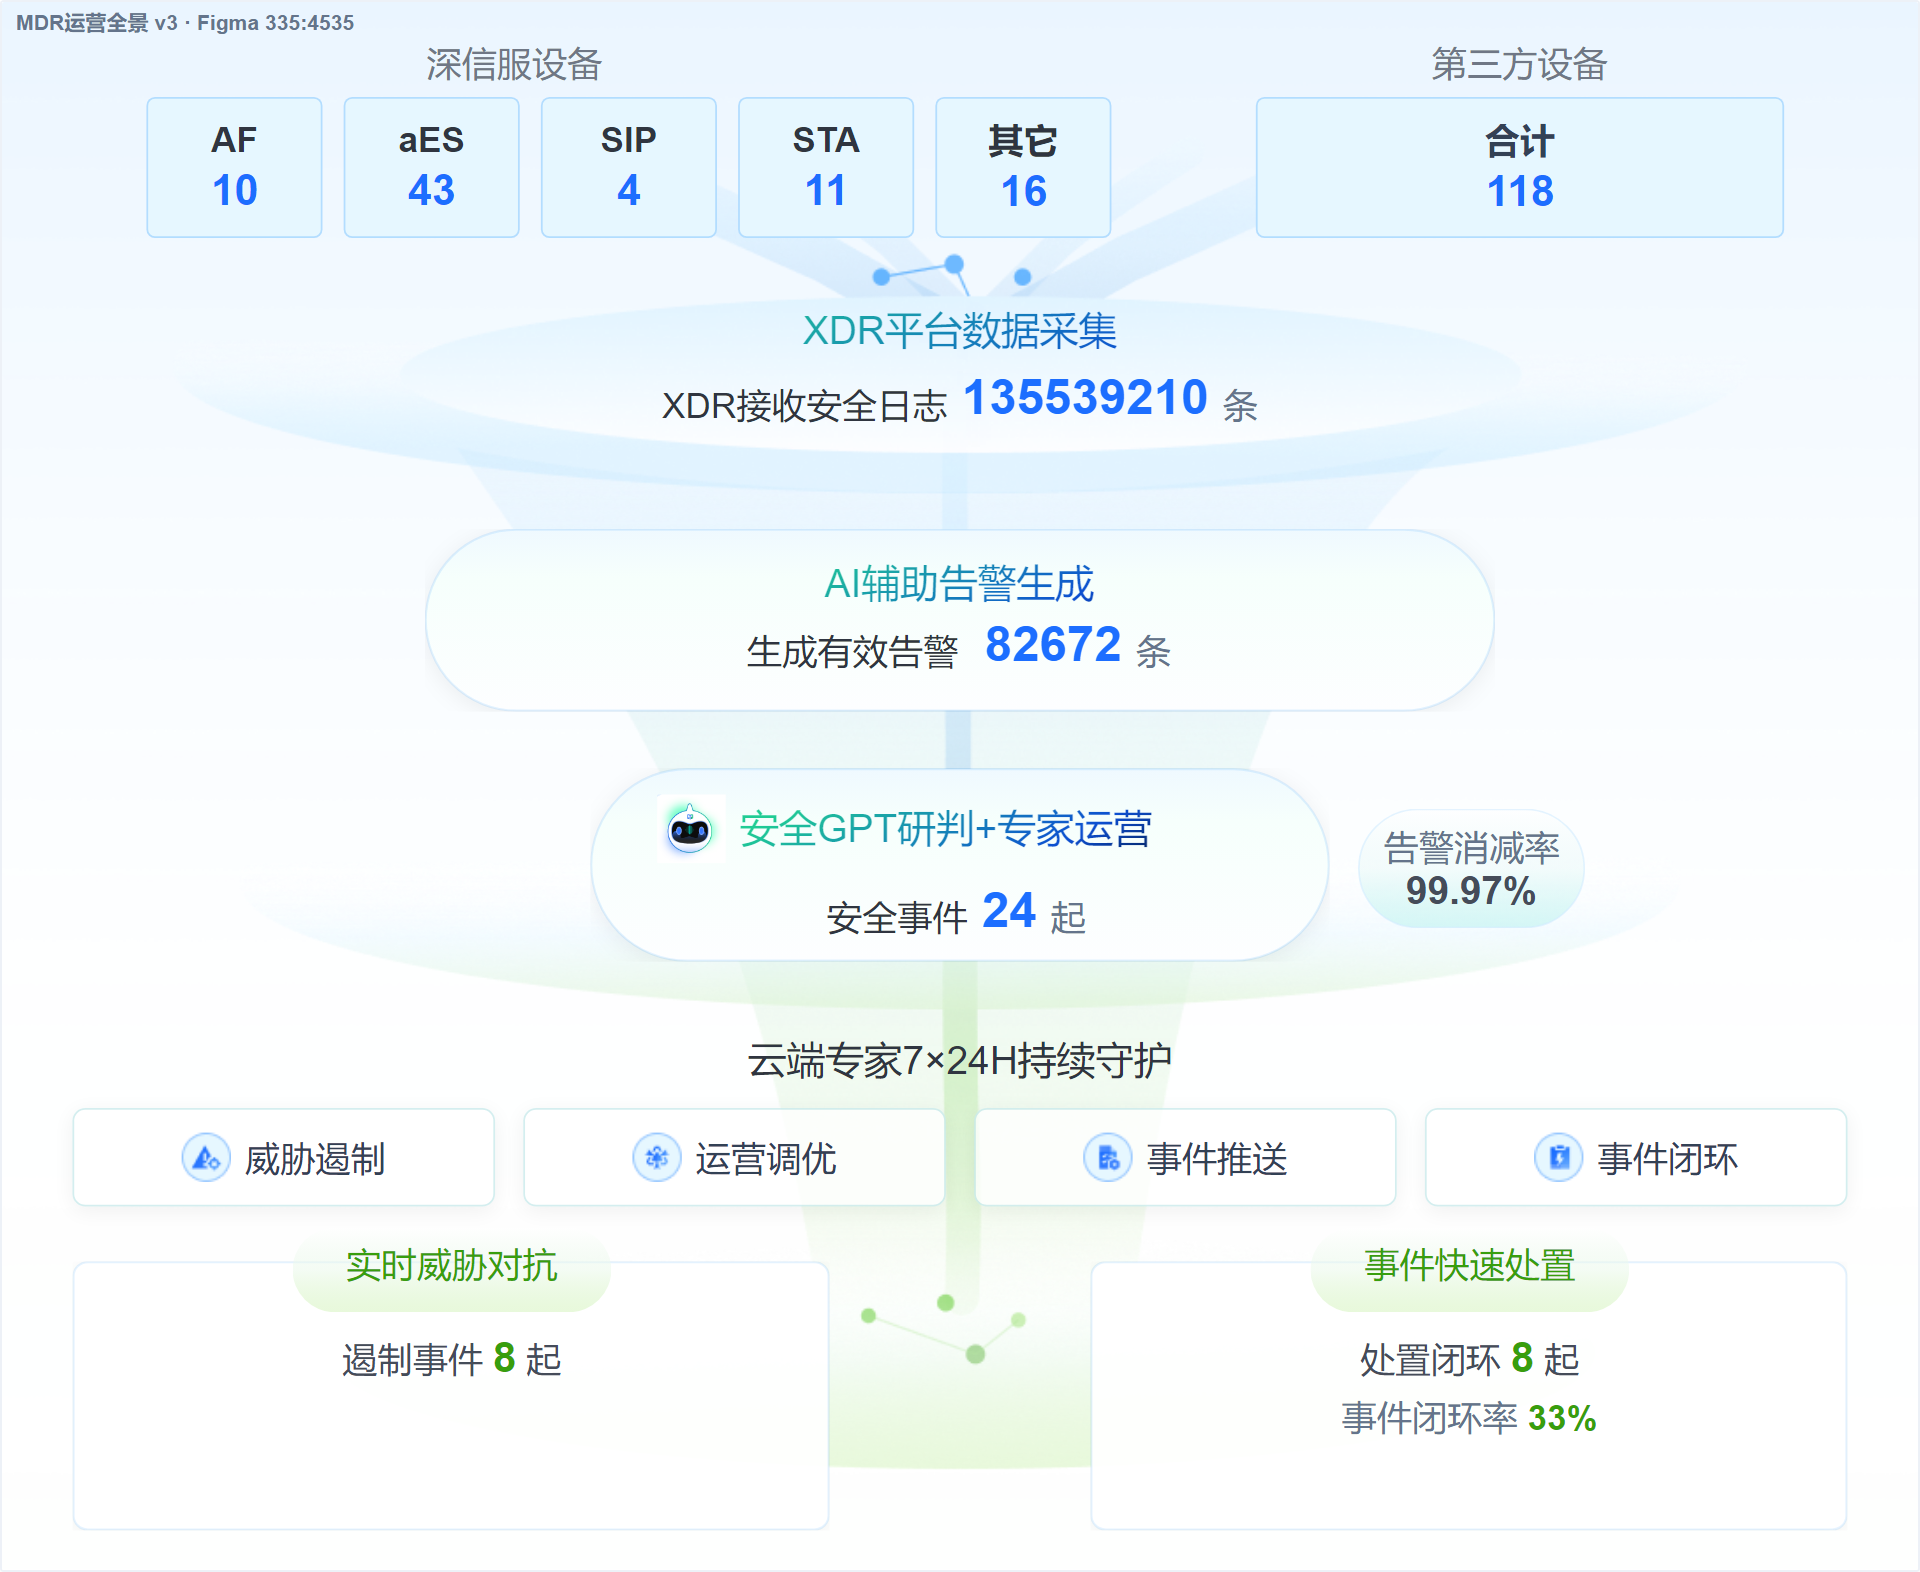 MDR运营全景 v3 · Figma 335:4535
深信服设备
第三方设备
AF
10
aES
43
SIP
4
STA
11
其它
16
合计
118
XDR平台数据采集
XDR接收安全日志 135539210 条
AI辅助告警生成
生成有效告警 82672 条
安全GPT研判+专家运营
安全事件 24 起
告警消减率
99.97%
云端专家7×24H持续守护
威胁遏制
运营调优
事件推送
事件闭环
实时威胁对抗
遏制事件 8 起
事件快速处置
处置闭环 8 起
事件闭环率 33%